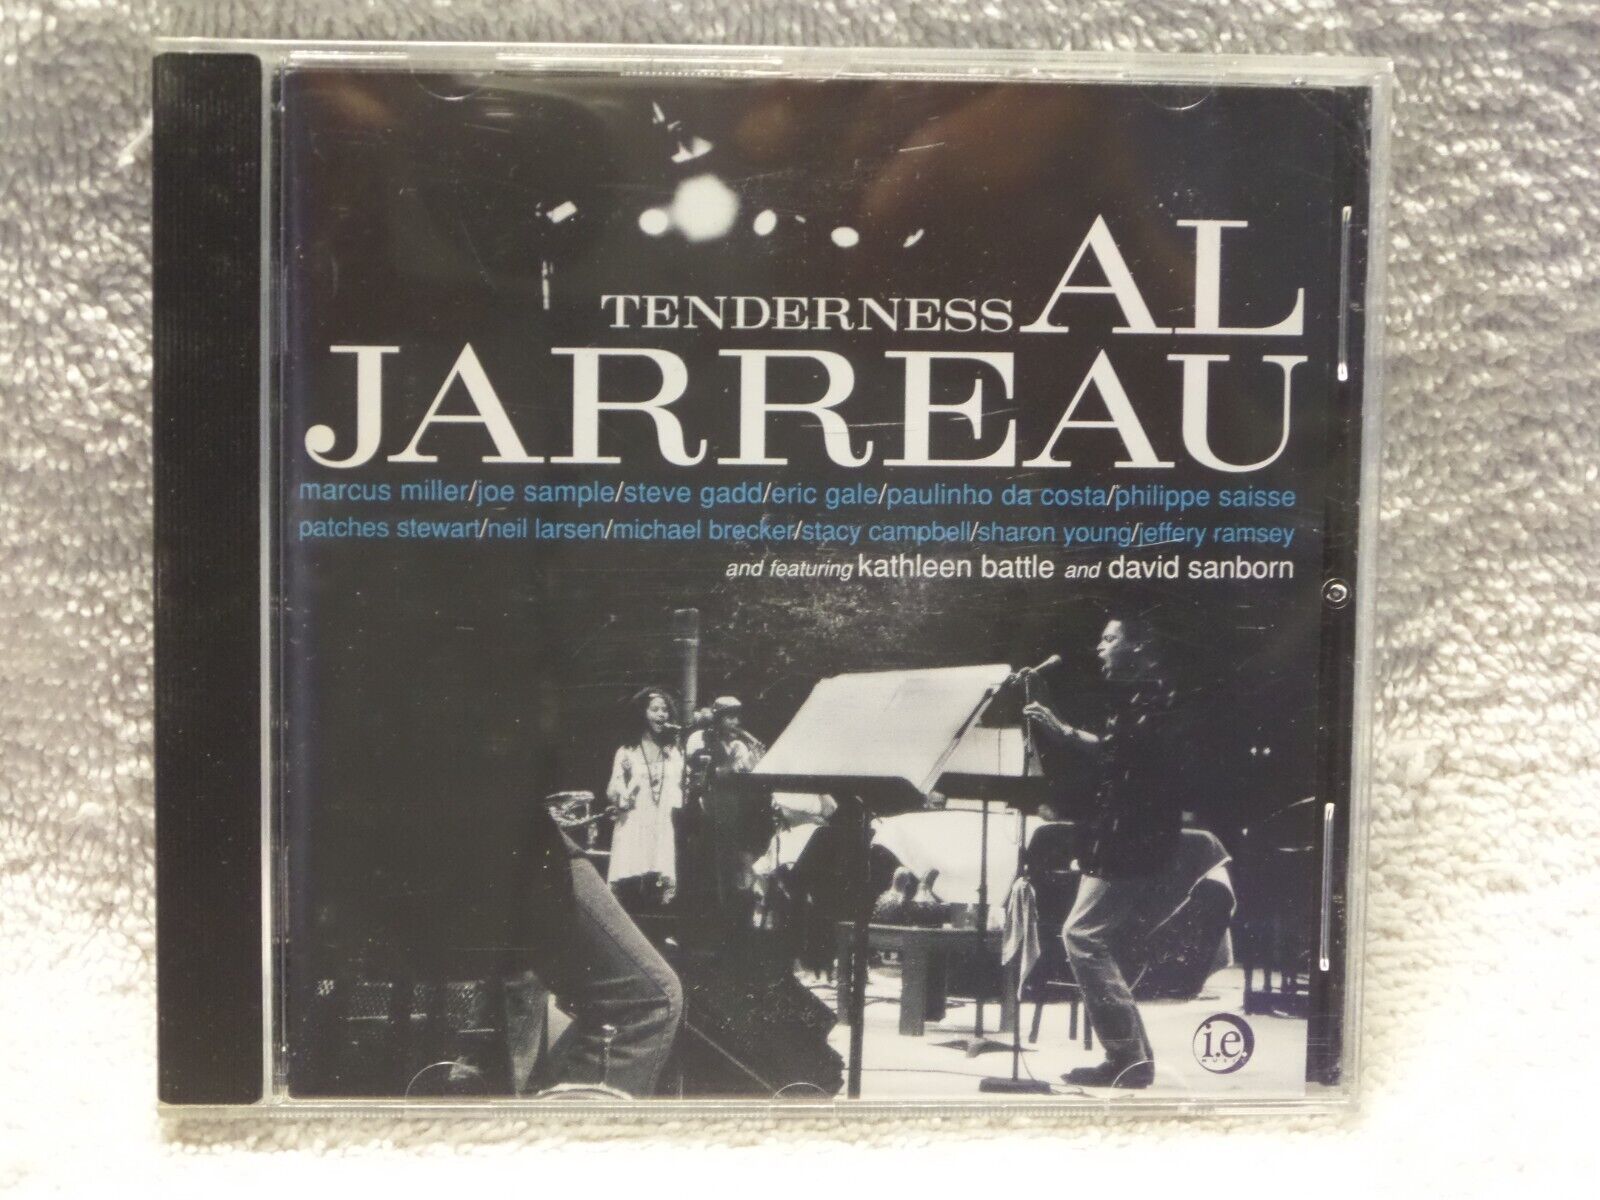 TENDERNESS AL
JARREAU
marcus miller/joe sample/steve gadd/eric gale/paulinho da costa/philippe saisse
patches stewart/neil larsen/michael brecker/stacy campbell/sharon young/jeffery ramsey
and featuring kathleen battle and david sanborn
i.e.
MUSIC